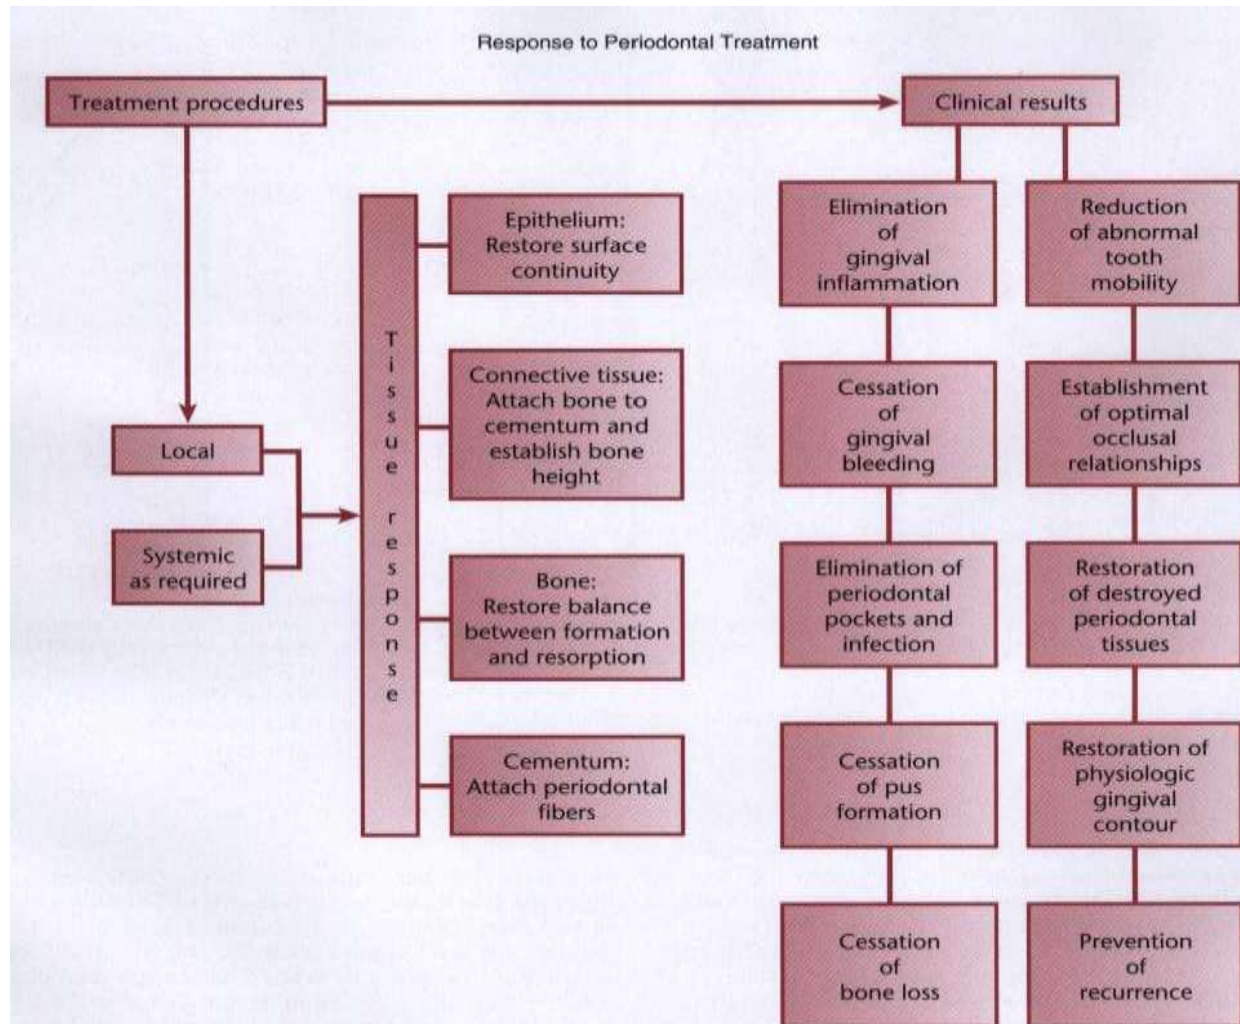 Response to Periodontal Treatment
Treatment procedures
Clinical results
Local
Systemic
as required
Tissue response
Epithelium:
Restore surface
continuity
Connective tissue:
Attach bone to
cementum and
establish bone
height
Bone:
Restore balance
between formation
and resorption
Cementum:
Attach periodontal
fibers
Elimination
of
gingival
inflammation
Cessation
of
gingival
bleeding
Elimination of
periodontal
pockets and
infection
Cessation
of pus
formation
Cessation
of
bone loss
Reduction
of abnormal
tooth
mobility
Establishment
of optimal
occlusal
relationships
Restoration
of destroyed
periodontal
tissues
Restoration of
physiologic
gingival
contour
Prevention
of
recurrence